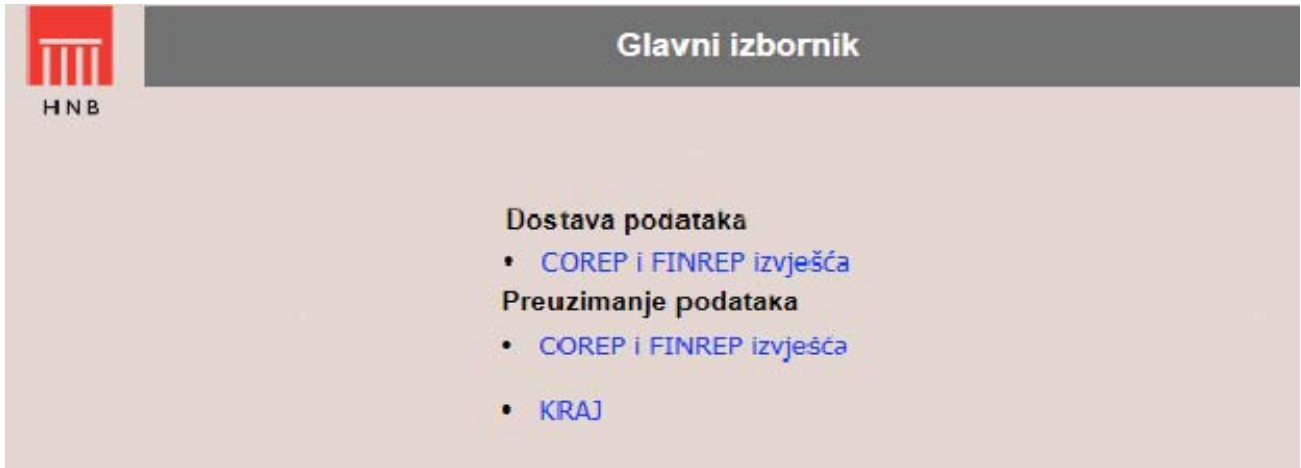 Glavni izbornik
HNB
Dostava podataka
• COREP i FINREP izvješća
Preuzimanje podataka
• COREP i FINREP izvješća
• KRAJ